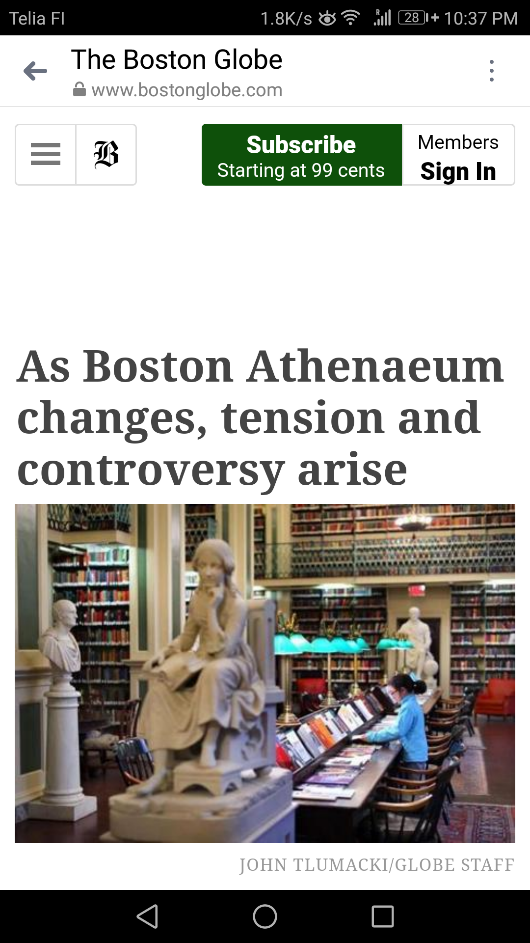 Telia FI 1.8K/s 28 10:37 PM
The Boston Globe
www.bostonglobe.com
B
Subscribe
Starting at 99 cents
Members
Sign In
As Boston Athenaeum
changes, tension and
controversy arise
JOHN TLUMACKI/GLOBE STAFF